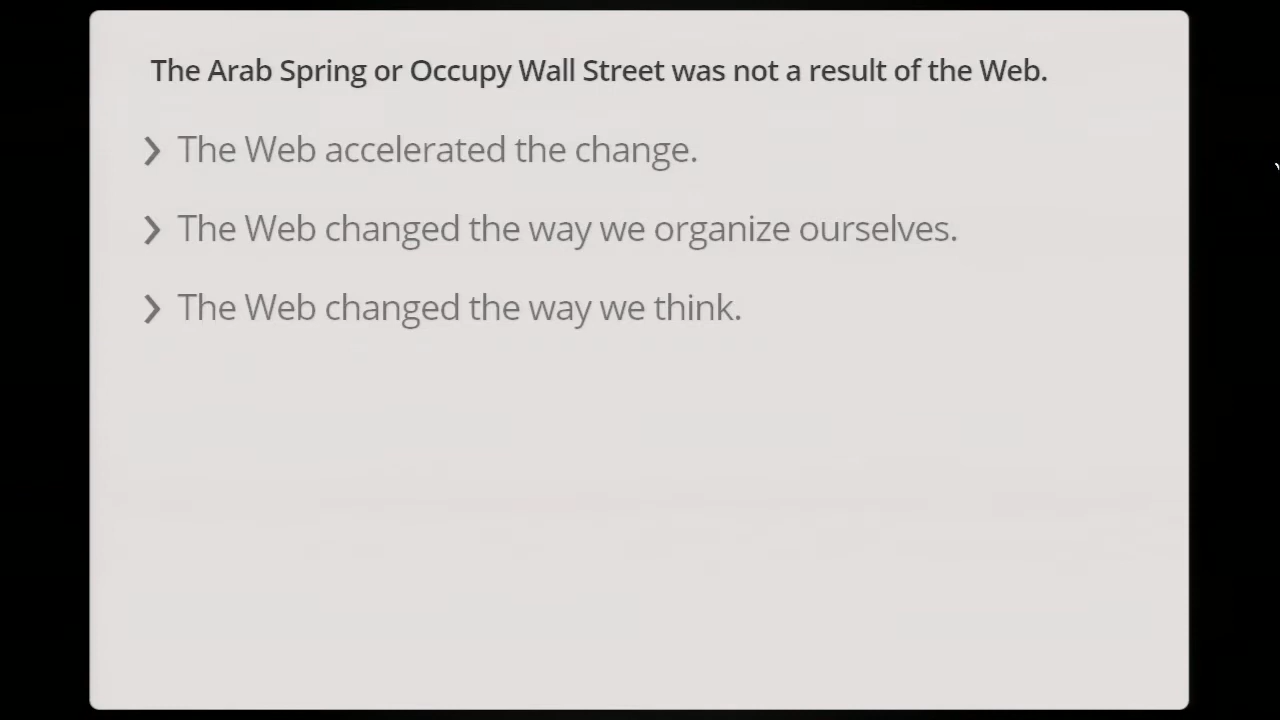 The Arab Spring or Occupy Wall Street was not a result of the Web.
The Web accelerated the change.
The Web changed the way we organize ourselves.
The Web changed the way we think.